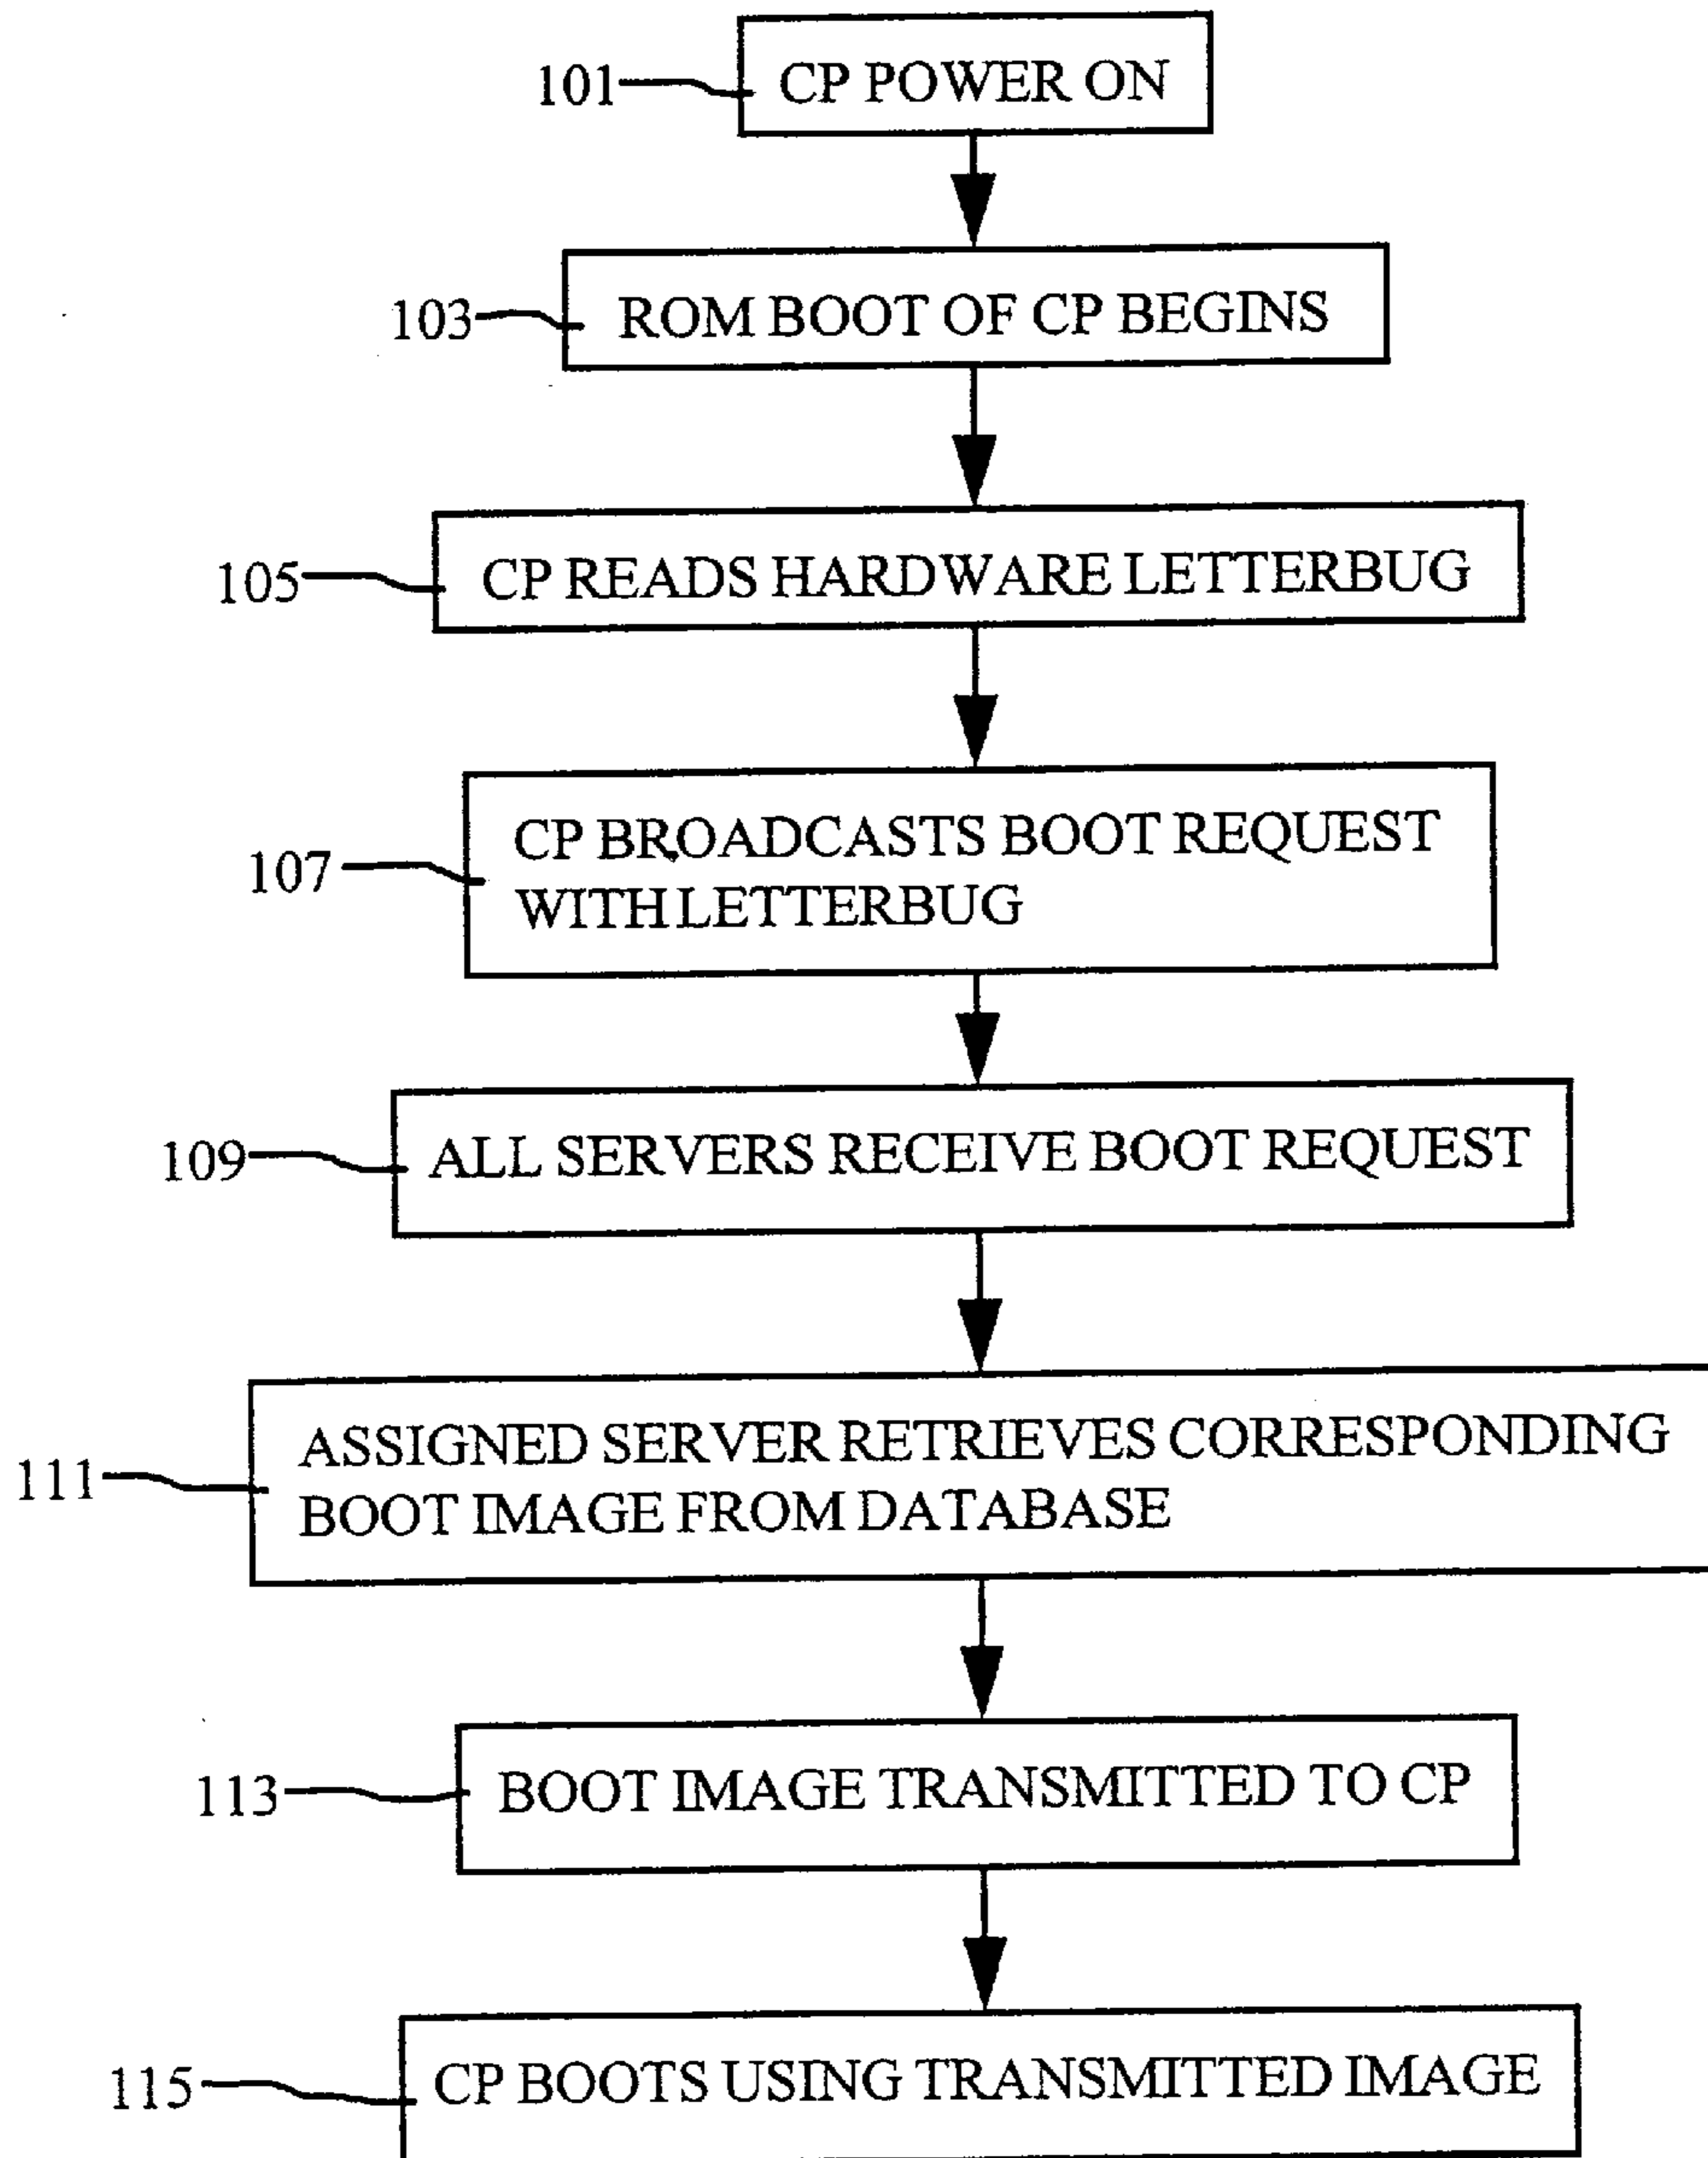 101
CP POWER ON
103
ROM BOOT OF CP BEGINS
105
CP READS HARDWARE LETTERBUG
107
CP BROADCASTS BOOT REQUEST
WITH LETTERBUG
109
ALL SERVERS RECEIVE BOOT REQUEST
111
ASSIGNED SERVER RETRIEVES CORRESPONDING
BOOT IMAGE FROM DATABASE
113
BOOT IMAGE TRANSMITTED TO CP
115
CP BOOTS USING TRANSMITTED IMAGE